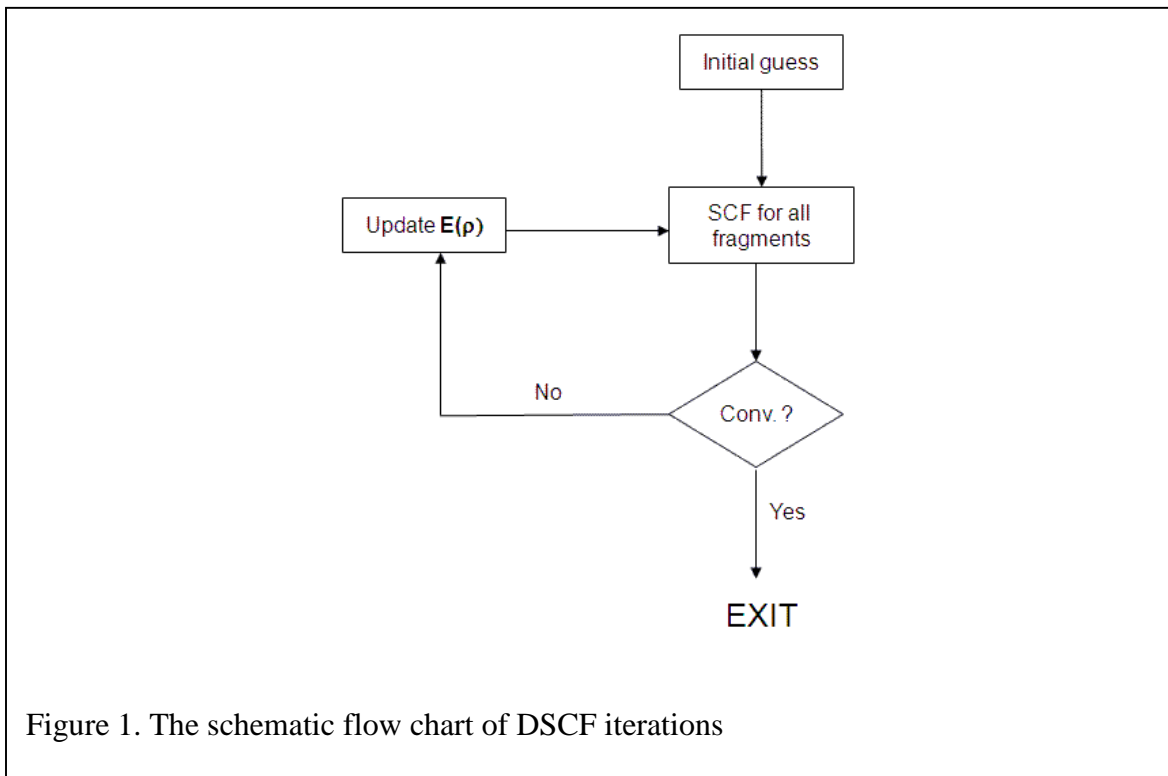 Initial guess
SCF for all
fragments
Update E(ρ)
No
Conv. ?
Yes
EXIT
Figure 1. The schematic flow chart of DSCF iterations